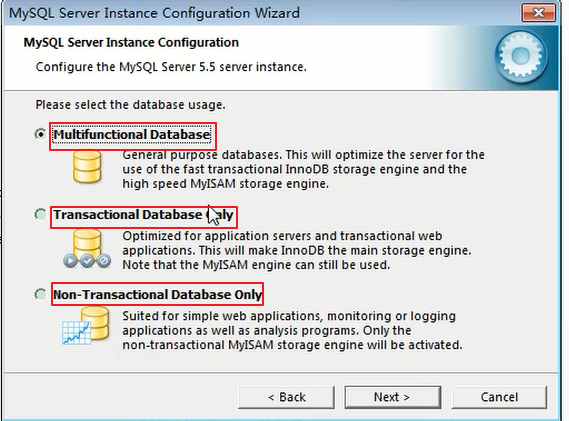 MySQL Server Instance Configuration Wizard
MySQL Server Instance Configuration
Configure the MySQL Server 5.5 server instance.
Please select the database usage.
Multifunctional Database
General purpose databases. This will optimize the server for the
use of the fast transactional InnoDB storage engine and the
high speed MyISAM storage engine.
Transactional Database Only
Optimized for application servers and transactional web
applications. This will make InnoDB the main storage engine.
Note that the MyISAM engine can still be used.
Non-Transactional Database Only
Suited for simple web applications, monitoring or logging
applications as well as analysis programs. Only the
non-transactional MyISAM storage engine will be activated.
< Back Next > Cancel